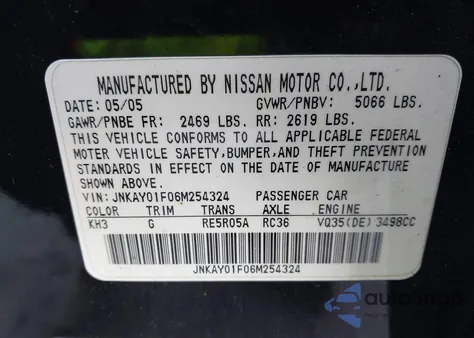 MANUFACTURED BY NISSAN MOTOR CO.,LTD.
DATE: 05/05 GVWR/PNBV: 5066 LBS.
GAWR/PNBE FR: 2469 LBS. RR: 2619 LBS.
THIS VEHICLE CONFORMS TO ALL APPLICABLE FEDERAL
MOTOR VEHICLE SAFETY, BUMPER, AND THEFT PREVENTION
STANDARDS IN EFFECT ON THE DATE OF MANUFACTURE
SHOWN ABOVE.
VIN: JNKAY01F06M254324 PASSENGER CAR
COLOR TRIM TRANS AXLE ENGINE
KH3 G RE5R05A RC36 VQ35(DE) 3498CC
JNKAY01F06M254324
autoSnap